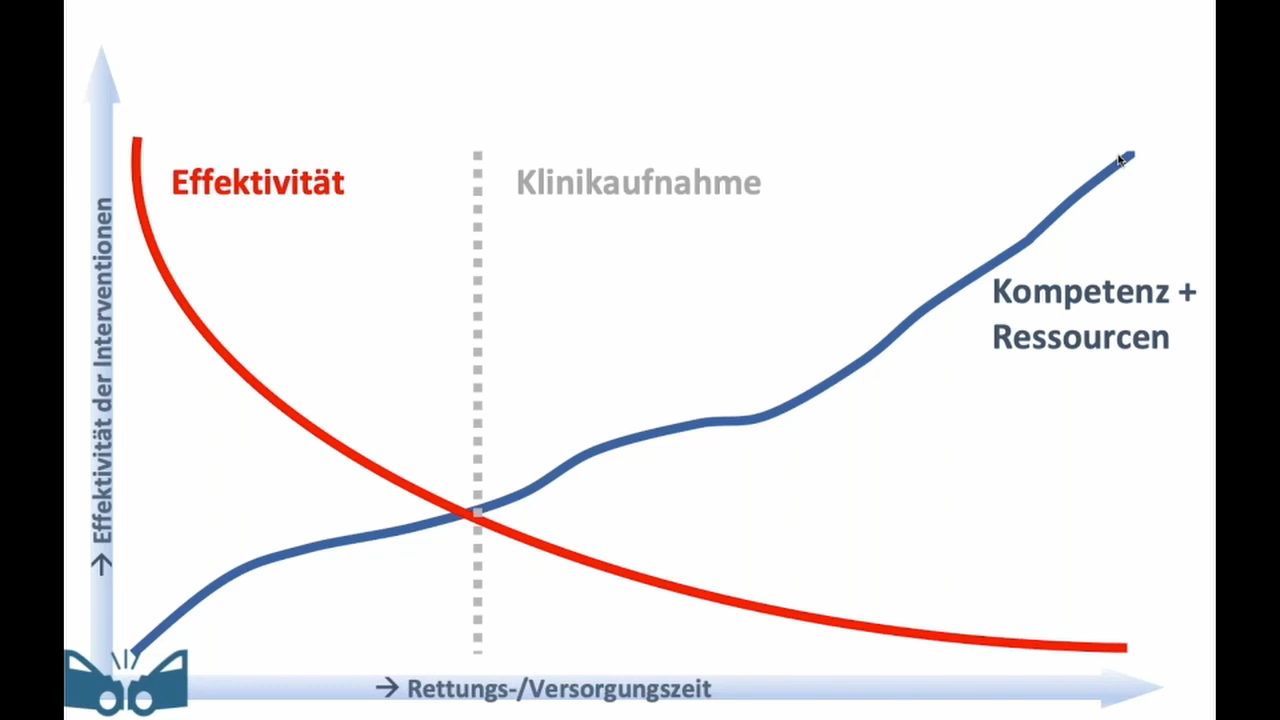 Effektivität
Klinikaufnahme
→ Effektivität der Interventionen
Kompetenz +
Ressourcen
→ Rettungs-/Versorgungszeit